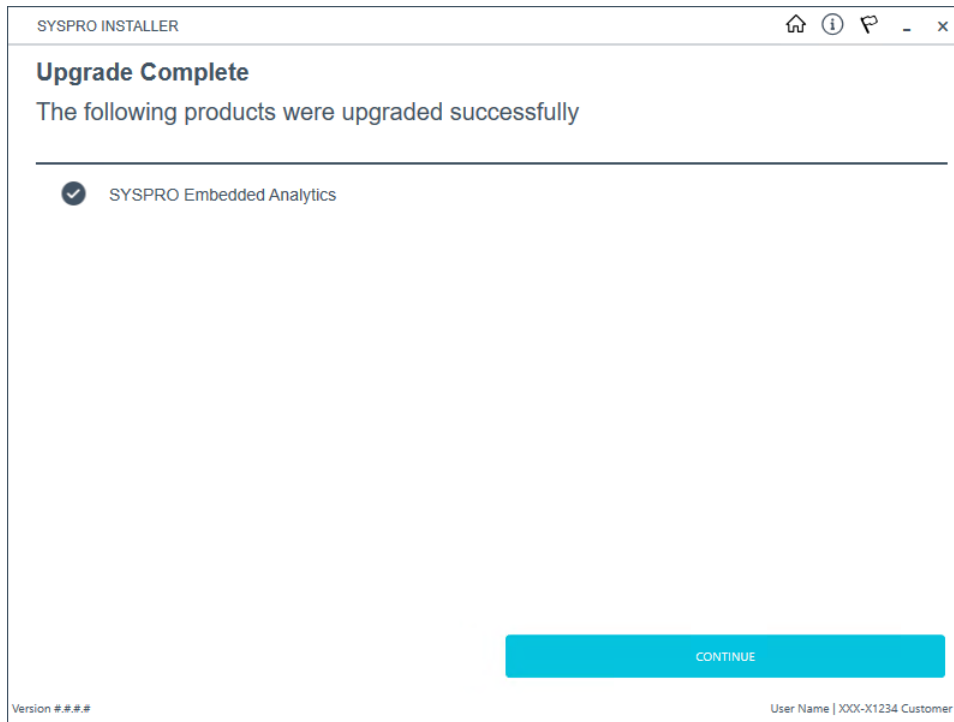 SYSPRO INSTALLER
Upgrade Complete
The following products were upgraded successfully
SYSPRO Embedded Analytics
CONTINUE
Version #.#.#.#
User Name | XXX-X1234 Customer